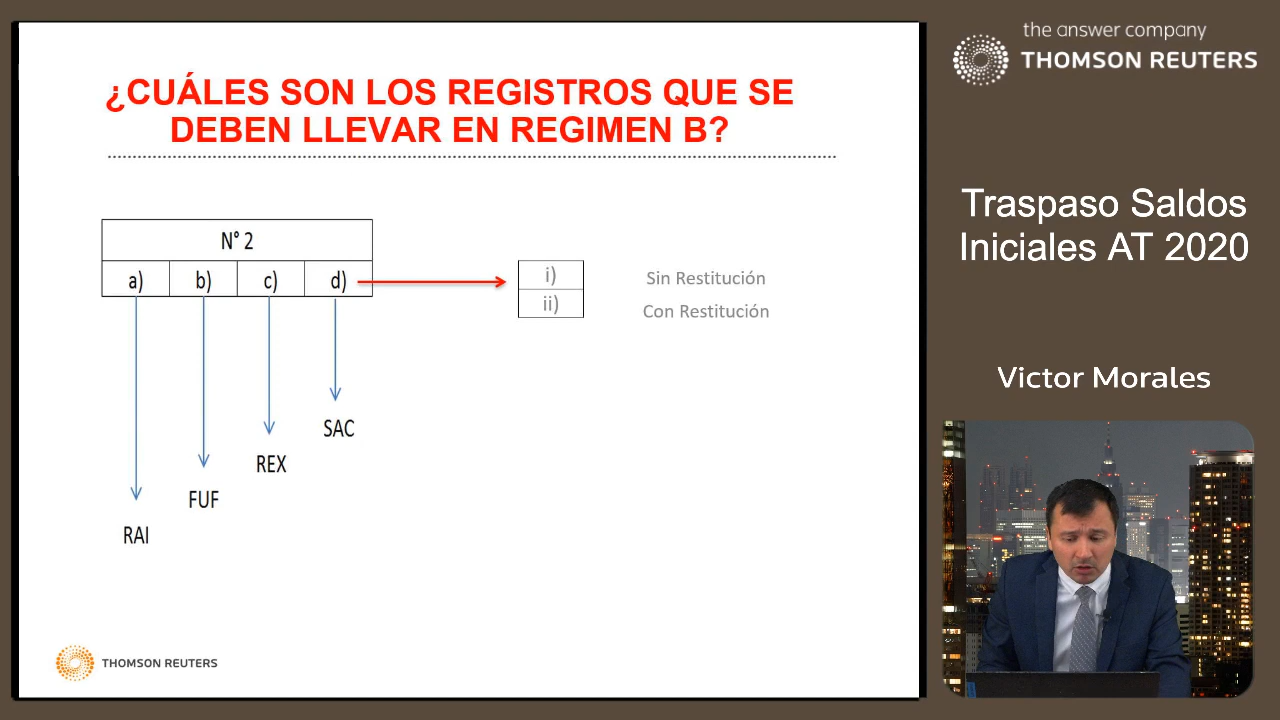 ¿CUÁLES SON LOS REGISTROS QUE SE
DEBEN LLEVAR EN REGIMEN B?
N° 2
a) b) c) d)
i)
ii)
Sin Restitución
Con Restitución
SAC
REX
FUF
RAI
THOMSON REUTERS
the answer company
THOMSON REUTERS
Traspaso Saldos
Iniciales AT 2020
Victor Morales